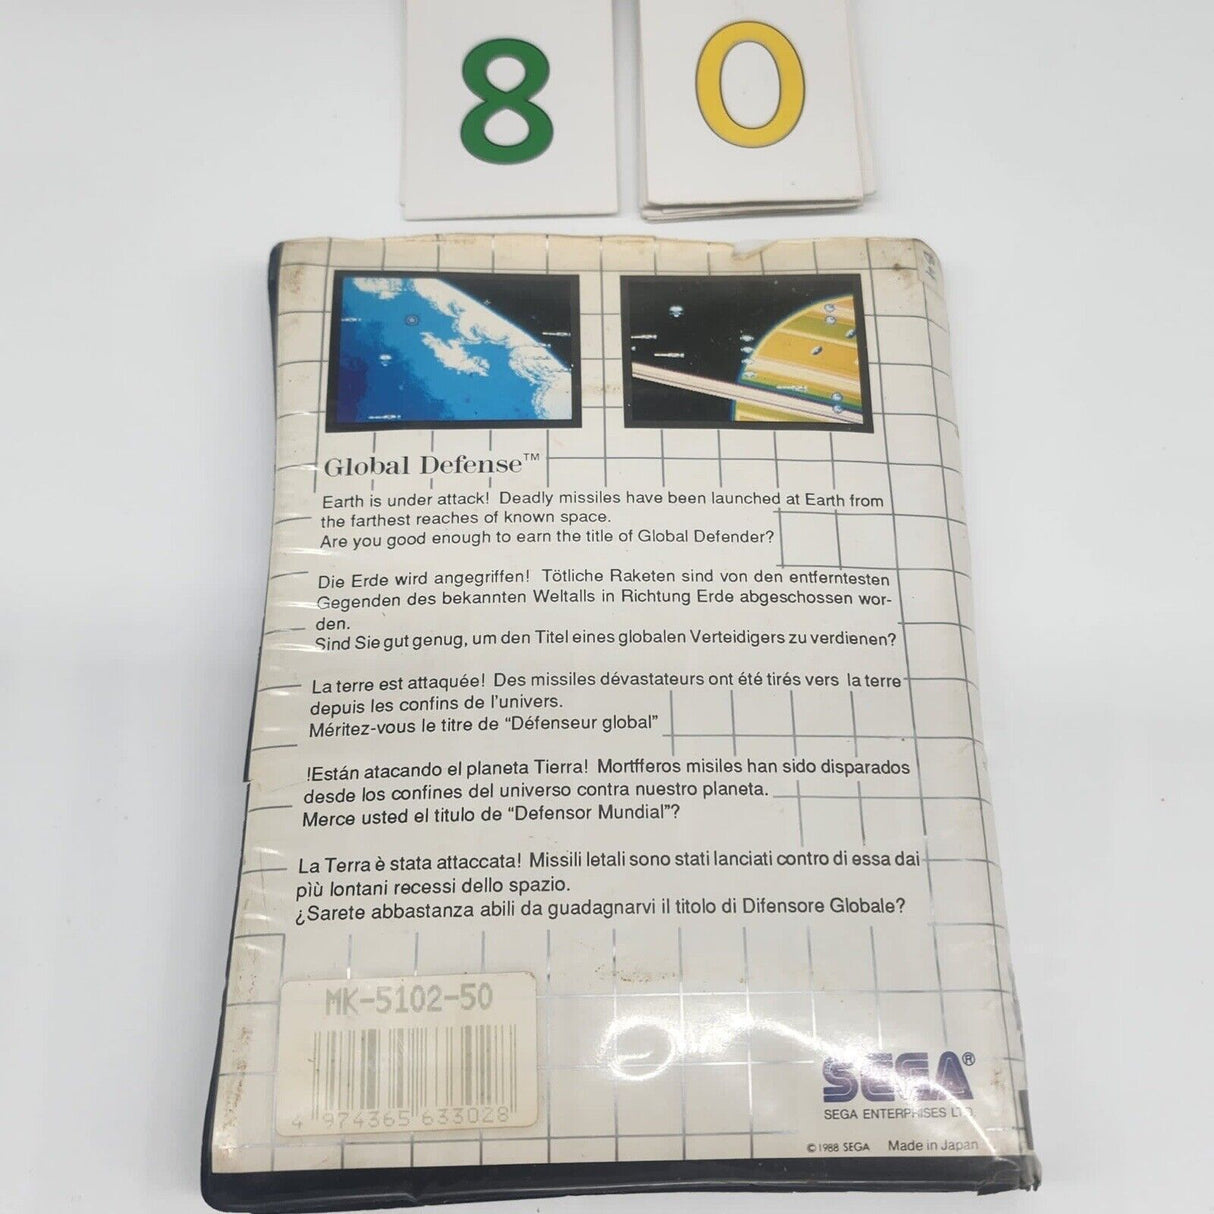 8 0
Global Defense™
Earth is under attack! Deadly missiles have been launched at Earth from
the farthest reaches of known space.
Are you good enough to earn the title of Global Defender?
Die Erde wird angegriffen! Tötliche Raketen sind von den entferntesten
Gegenden des bekannten Weltalls in Richtung Erde abgeschossen wor-
den.
Sind Sie gut genug, um den Titel eines globalen Verteidigers zu verdienen?
La terre est attaquée! Des missiles dévastateurs ont été tirés vers la terre
depuis les confins de l'univers.
Méritez-vous le titre de “Défenseur global”
!Están atacando el planeta Tierra! Mortfferos misiles han sido disparados
desde los confines del universo contra nuestro planeta.
Merce usted el titulo de “Defensor Mundial”?
La Terra è stata attaccata! Missili letali sono stati lanciati contro di essa dai
più lontani recessi dello spazio.
¿Sarete abbastanza abili da guadagnarvi il titolo di Difensore Globale?
MK-5102-50
4 974365 633028
SEGA®
SEGA ENTERPRISES LTD.
©1988 SEGA Made in Japan